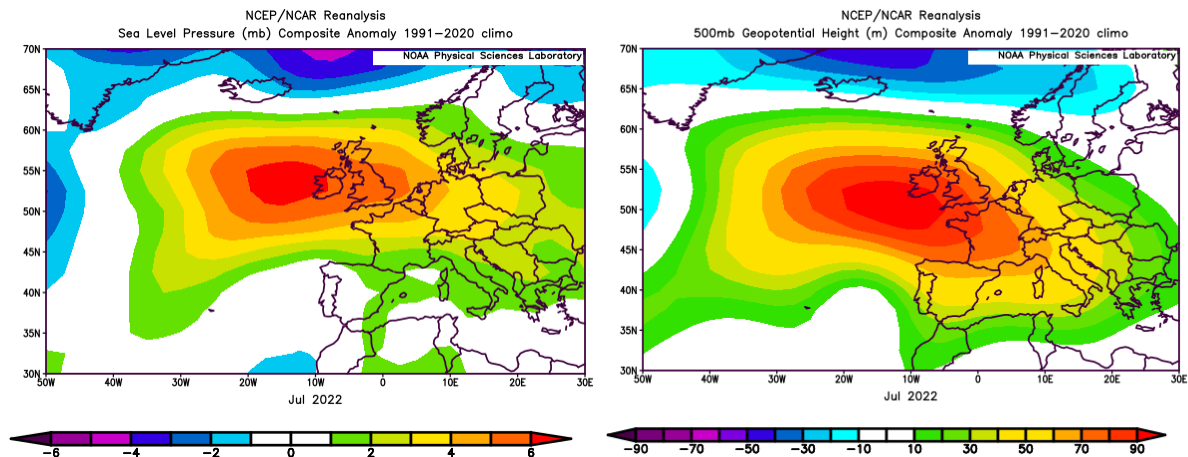 NCEP/NCAR Reanalysis
Sea Level Pressure (mb) Composite Anomaly 1991-2020 climo
NOAA Physical Sciences Laboratory
70N
65N
60N
55N
50N
45N
40N
35N
30N
50W 40W 30W 20W 10W 0 10E 20E 30E
Jul 2022
-6 -4 -2 0 2 4 6
NCEP/NCAR Reanalysis
500mb Geopotential Height (m) Composite Anomaly 1991-2020 climo
NOAA Physical Sciences Laboratory
70N
65N
60N
55N
50N
45N
40N
35N
30N
50W 40W 30W 20W 10W 0 10E 20E 30E
Jul 2022
-90 -70 -50 -30 -10 10 30 50 70 90